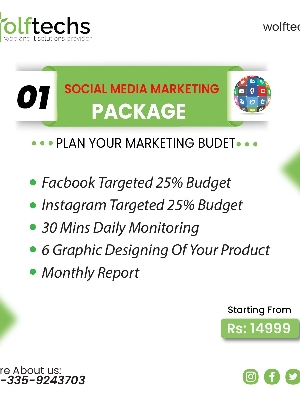 olftechs
wolfte
01
SOCIAL MEDIA MARKETING
PACKAGE
PLAN YOUR MARKETING BUDET
Facbook Targeted 25% Budget
Instagram Targeted 25% Budget
30 Mins Daily Monitoring
6 Graphic Designing Of Your Product
Monthly Report
Starting From
Rs: 14999
re About us:
-335-9243703